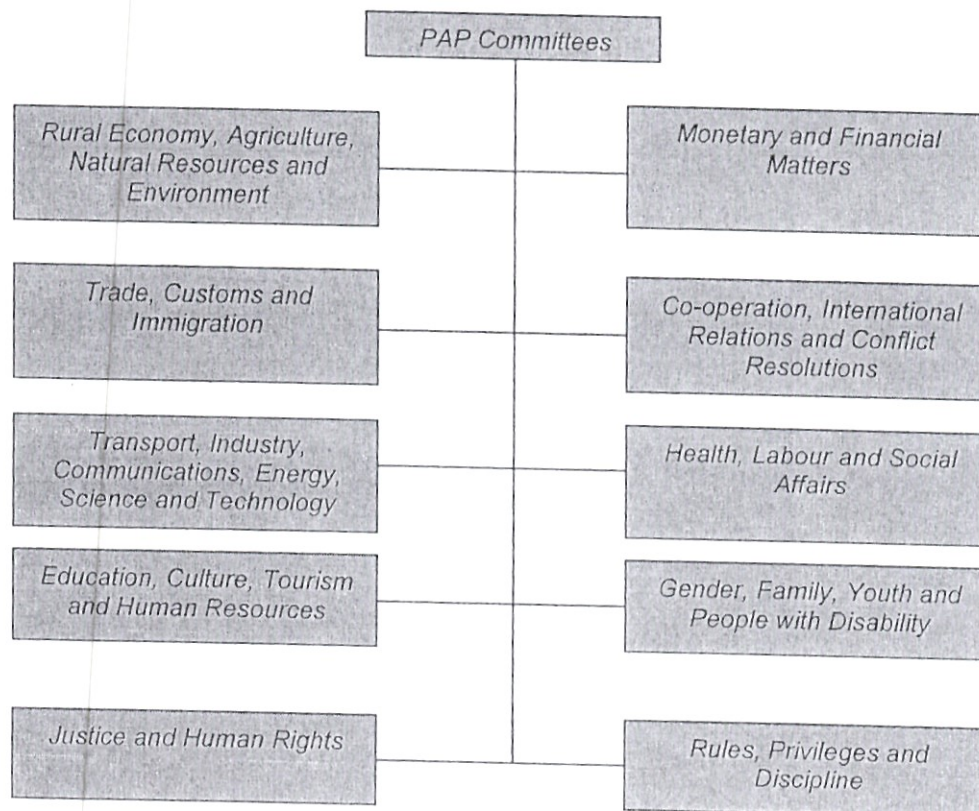 PAP Committees
Rural Economy, Agriculture,
Natural Resources and
Environment
Monetary and Financial
Matters
Trade, Customs and
Immigration
Co-operation, International
Relations and Conflict
Resolutions
Transport, Industry,
Communications, Energy,
Science and Technology
Health, Labour and Social
Affairs
Education, Culture, Tourism
and Human Resources
Gender, Family, Youth and
People with Disability
Justice and Human Rights
Rules, Privileges and
Discipline